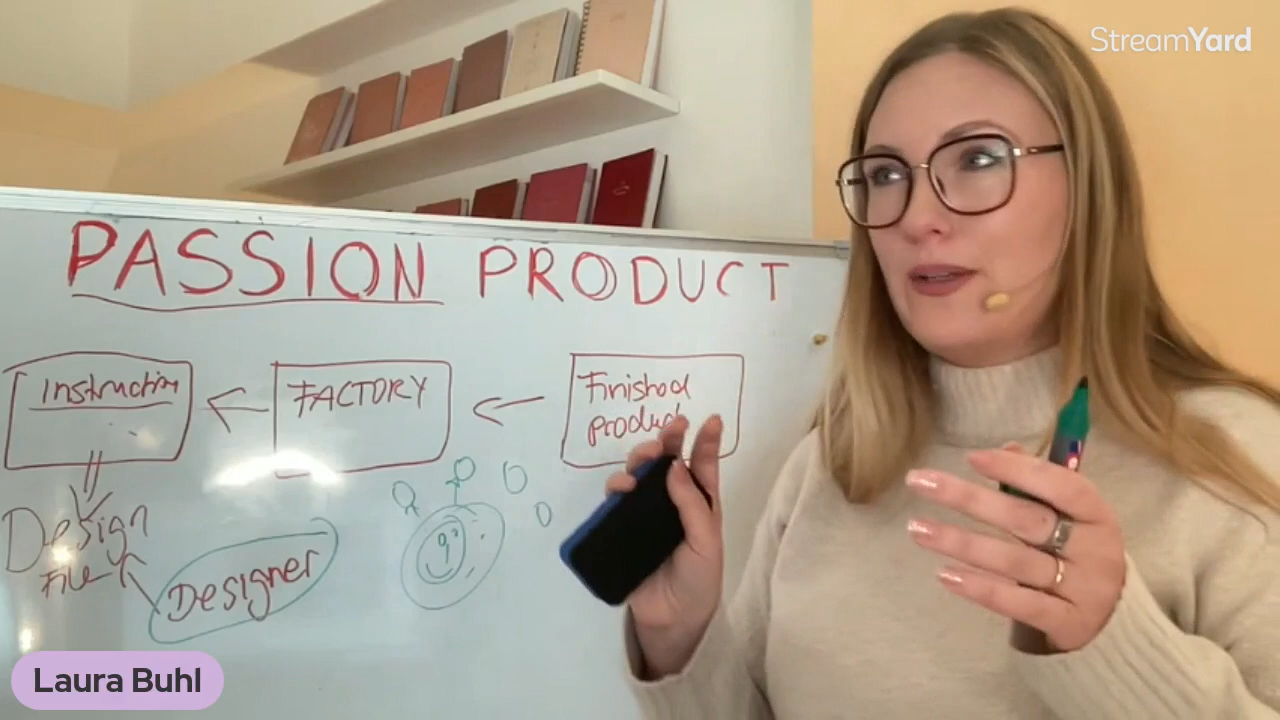 StreamYard
PASSION PRODUCT
Instruction
FACTORY
Finished
product
Design
File
Designer
Laura Buhl